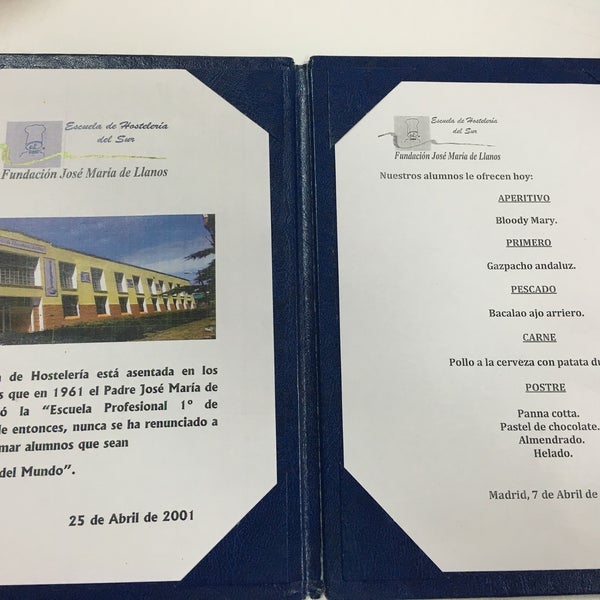 Escuela de Hostelería
del Sur
Fundación José María de Llanos
de Hostelería está asentada en los
que en 1961 el Padre José María de
la "Escuela Profesional 1º de
entonces, nunca se ha renunciado a
alumnos que sean
del Mundo".
25 de Abril de 2001
Escuela de Hostelería
del Sur
Fundación José María de Llanos
Nuestros alumnos le ofrecen hoy:
APERITIVO
Bloody Mary.
PRIMERO
Gazpacho andaluz.
PESCADO
Bacalao ajo arriero.
CARNE
Pollo a la cerveza con patata
POSTRE
Panna cotta.
Pastel de chocolate.
Almendrado.
Helado.
Madrid, 7 de Abril de